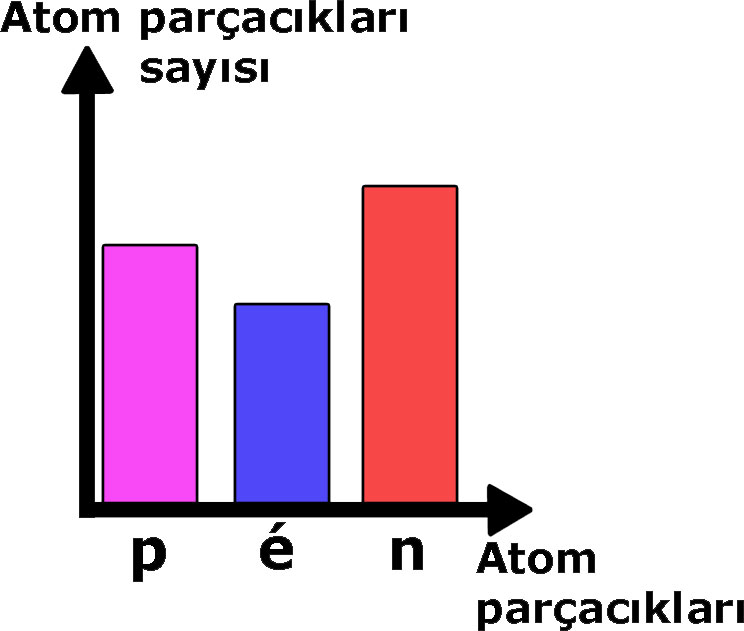 Atom parçacıkları
sayısı
p é n
Atom
parçacıkları